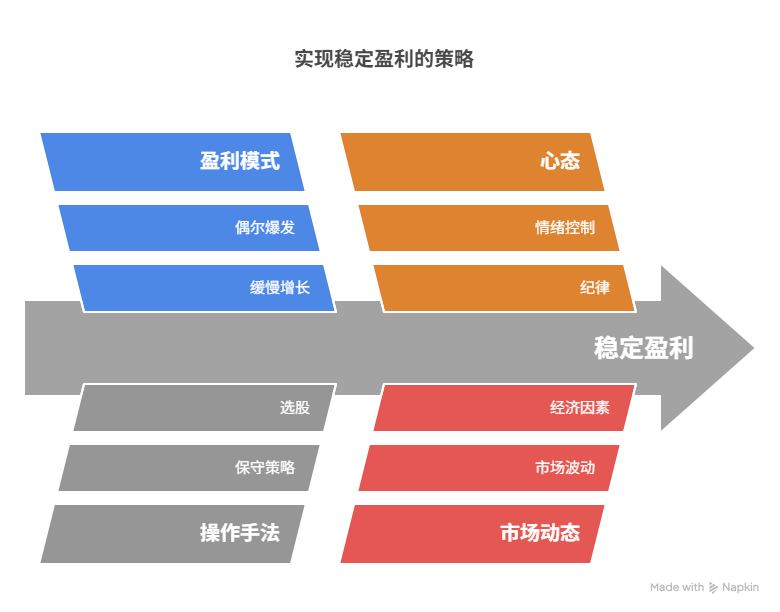 实现稳定盈利的策略
盈利模式
心态
偶尔爆发
情绪控制
缓慢增长
纪律
稳定盈利
选股
经济因素
保守策略
市场波动
操作手法
市场动态
Made with Napkin